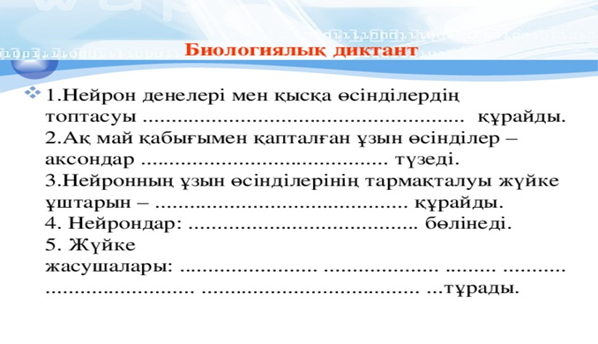 Биологиялық диктант
1.Нейрон денелері мен қысқа өсінділердің
топтасуы ........................................................ құрайды.
2.Ақ май қабығымен қапталған ұзын өсінділер –
аксондар ........................................... түзеді.
3.Нейронның ұзын өсінділерінің тармақталуы жүйке
ұштарын – ............................................ құрайды.
4. Нейрондар: ........................................ бөлінеді.
5. Жүйке
жасушалары: ........................ .................... ......... ...........
.......................... ...................................... ...тұрады.